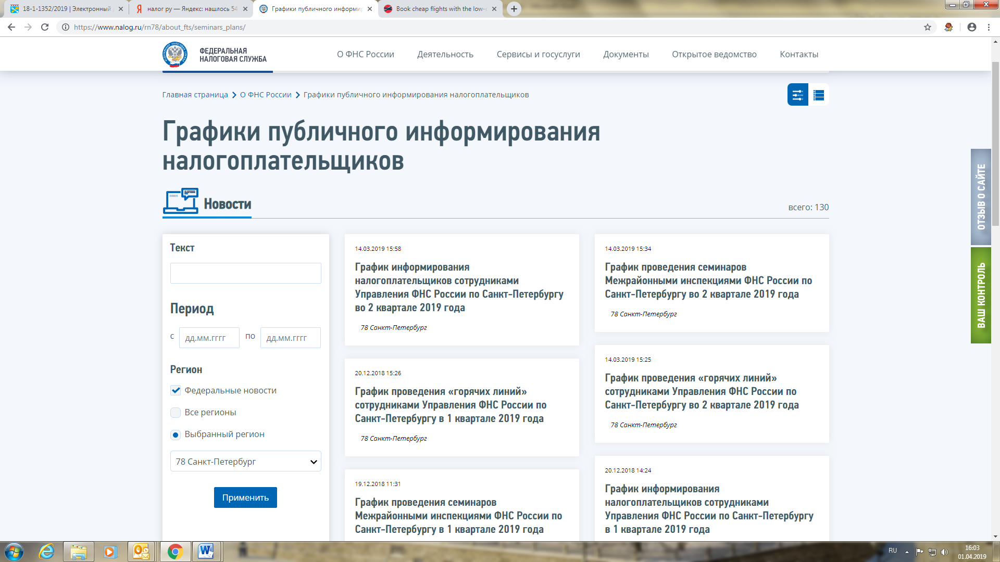 18-1-1352/2019 | Электронный
налог ру — Яндекс: нашлось 54
Графики публичного информир
Book cheap flights with the low-c
https://www.nalog.ru/rn78/about_fts/seminars_plans/
ФЕДЕРАЛЬНАЯ
НАЛОГОВАЯ СЛУЖБА
О ФНС России
Деятельность
Сервисы и госуслуги
Документы
Открытое ведомство
Контакты
Главная страница
О ФНС России
Графики публичного информирования налогоплательщиков
Графики публичного информирования
налогоплательщиков
Новости
всего: 130
Текст
Период
с
дд.мм.гггг
по
дд.мм.гггг
Регион
Федеральные новости
Все регионы
Выбранный регион
78 Санкт-Петербург
Применить
14.03.2019 15:58
График информирования
налогоплательщиков сотрудниками
Управления ФНС России по Санкт-Петербургу
во 2 квартале 2019 года
78 Санкт-Петербург
20.12.2018 15:26
График проведения «горячих линий»
сотрудниками Управления ФНС России по
Санкт-Петербургу в 1 квартале 2019 года
78 Санкт-Петербург
19.12.2018 11:31
График проведения семинаров
Межрайонными инспекциями ФНС России по
Санкт-Петербургу в 1 квартале 2019 года
14.03.2019 15:34
График проведения семинаров
Межрайонными инспекциями ФНС России по
Санкт-Петербургу во 2 квартале 2019 года
78 Санкт-Петербург
14.03.2019 15:25
График проведения «горячих линий»
сотрудниками Управления ФНС России по
Санкт-Петербургу во 2 квартале 2019 года
78 Санкт-Петербург
20.12.2018 14:24
График информирования
налогоплательщиков сотрудниками
Управления ФНС России по Санкт-Петербургу
в 1 квартале 2019 года
ОТЗЫВ О САЙТЕ
ВАШ КОНТРОЛЬ
RU
16:03
01.04.2019